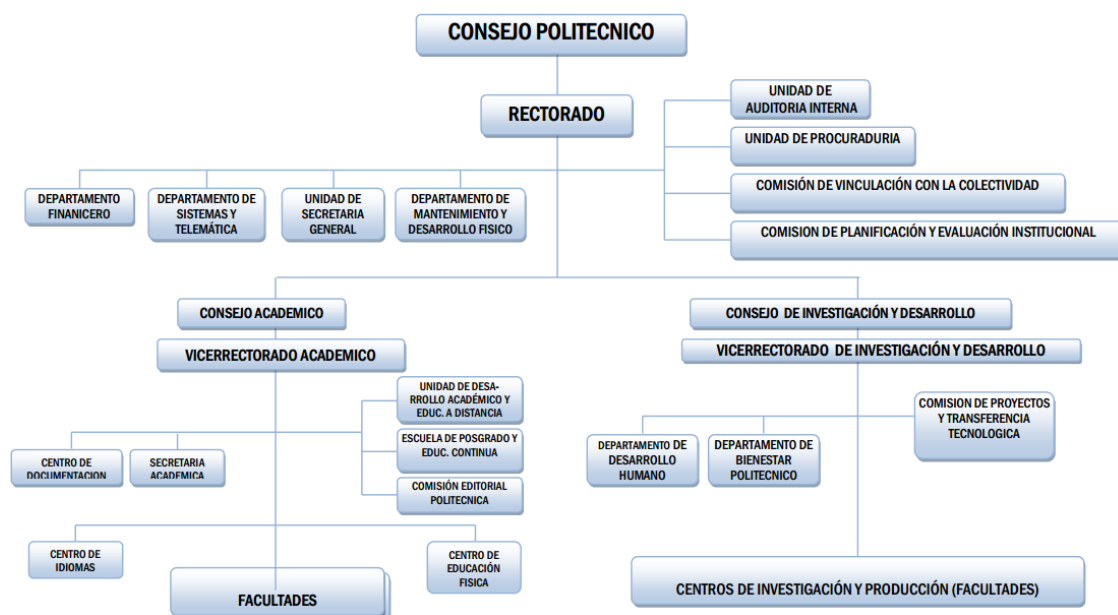 CONSEJO POLITECNICO
RECTORADO
UNIDAD DE
AUDITORIA INTERNA
UNIDAD DE PROCURADURIA
COMISIÓN DE VINCULACIÓN CON LA COLECTIVIDAD
COMISION DE PLANIFICACIÓN Y EVALUACIÓN INSTITUCIONAL
DEPARTAMENTO
FINANICERO
DEPARTAMENTO DE
SISTEMAS Y
TELEMÁTICA
UNIDAD DE
SECRETARIA
GENERAL
DEPARTAMENTO DE
MANTENIMIENTO Y
DESARROLLO FISICO
CONSEJO ACADEMICO
VICERRECTORADO ACADEMICO
UNIDAD DE DESA-
RROLLO ACADÉMICO Y
EDUC. A DISTANCIA
ESCUELA DE POSGRADO Y
EDUC. CONTINUA
COMISIÓN EDITORIAL
POLITECNICA
CENTRO DE
DOCUMENTACION
SECRETARIA
ACADEMICA
CENTRO DE
IDIOMAS
CENTRO DE
EDUCACIÓN
FISICA
FACULTADES
CONSEJO DE INVESTIGACIÓN Y DESARROLLO
VICERRECTORADO DE INVESTIGACIÓN Y DESARROLLO
COMISION DE PROYECTOS
Y TRANSFERENCIA
TECNOLOGICA
DEPARTAMENTO DE
DESARROLLO
HUMANO
DEPARTAMENTO DE
BIENESTAR
POLITECNICO
CENTROS DE INVESTIGACIÓN Y PRODUCCIÓN (FACULTADES)